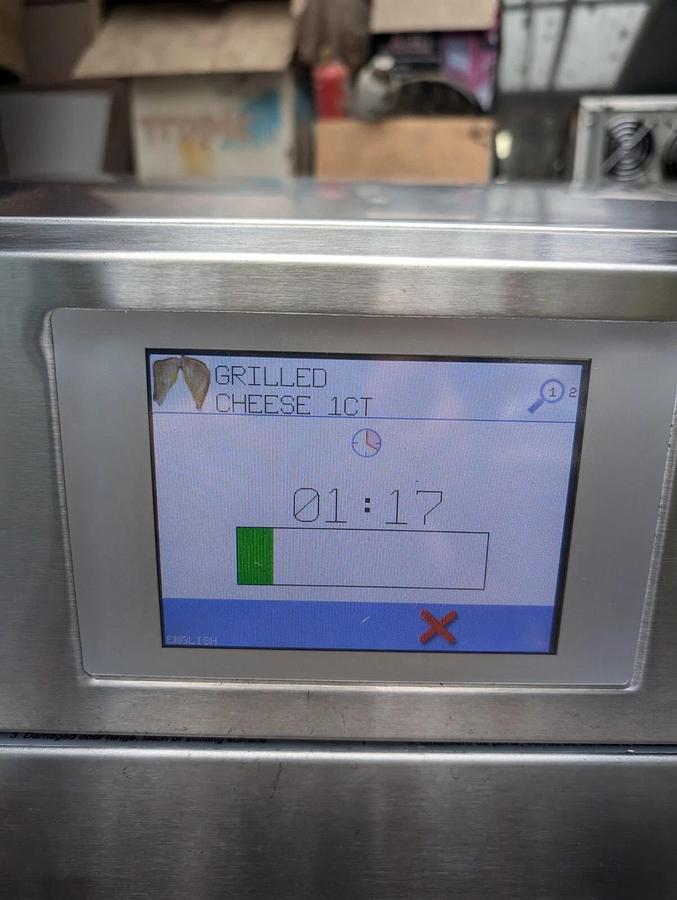 GRILLED
CHEESE 1CT
1 2
01:17
ENGLISH